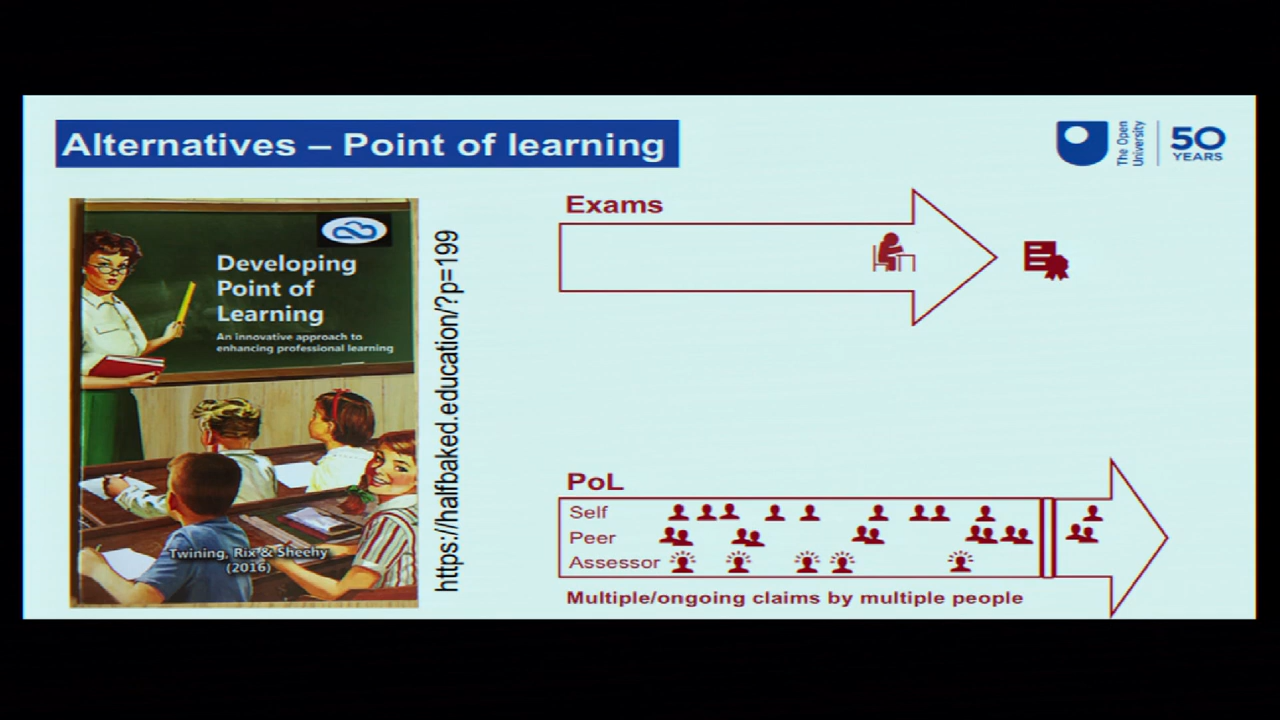 Alternatives – Point of learning
The Open
University
50
YEARS
Developing
Point of
Learning
An innovative approach to
enhancing professional learning
Twining, Rix & Sheehy
(2016)
https://halfbaked.education/?p=199
Exams
PoL
Self
Peer
Assessor
Multiple/ongoing claims by multiple people